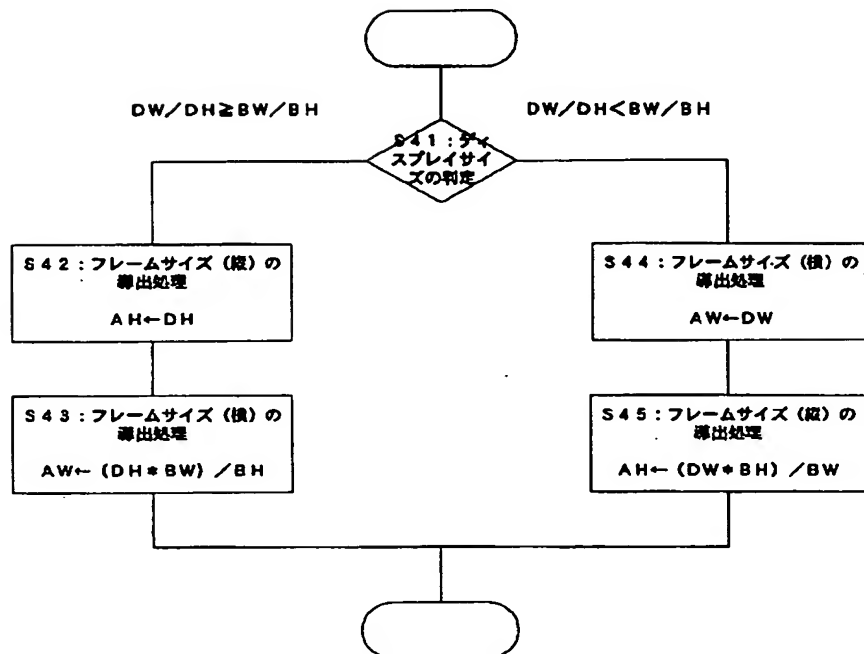 DW/DH≧BW/BH
DW/DH<BW/BH
S41:ディ
スプレイサイ
ズの判定
S42:フレームサイズ(縦)の
導出処理
AH←DH
S43:フレームサイズ(横)の
導出処理
AW←(DH*BW)/BH
S44:フレームサイズ(横)の
導出処理
AW←DW
S45:フレームサイズ(縦)の
導出処理
AH←(DW*BH)/BW